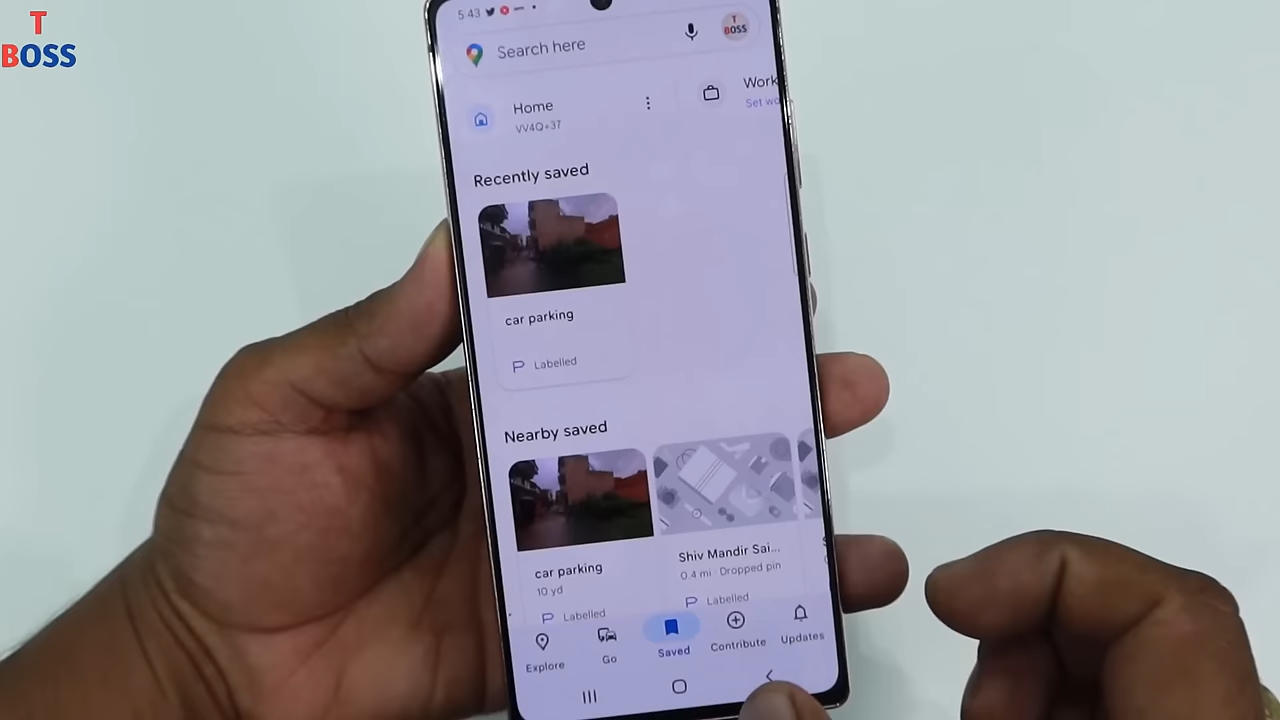 T
BOSS
5:43
Search here
T
BOSS
Home
VV4Q+37
Work
Set wo
Recently saved
car parking
Labelled
Nearby saved
car parking
10 yd
Labelled
Shiv Mandir Sai...
0.4 mi · Dropped pin
Labelled
Explore
Go
Saved
Contribute
Updates